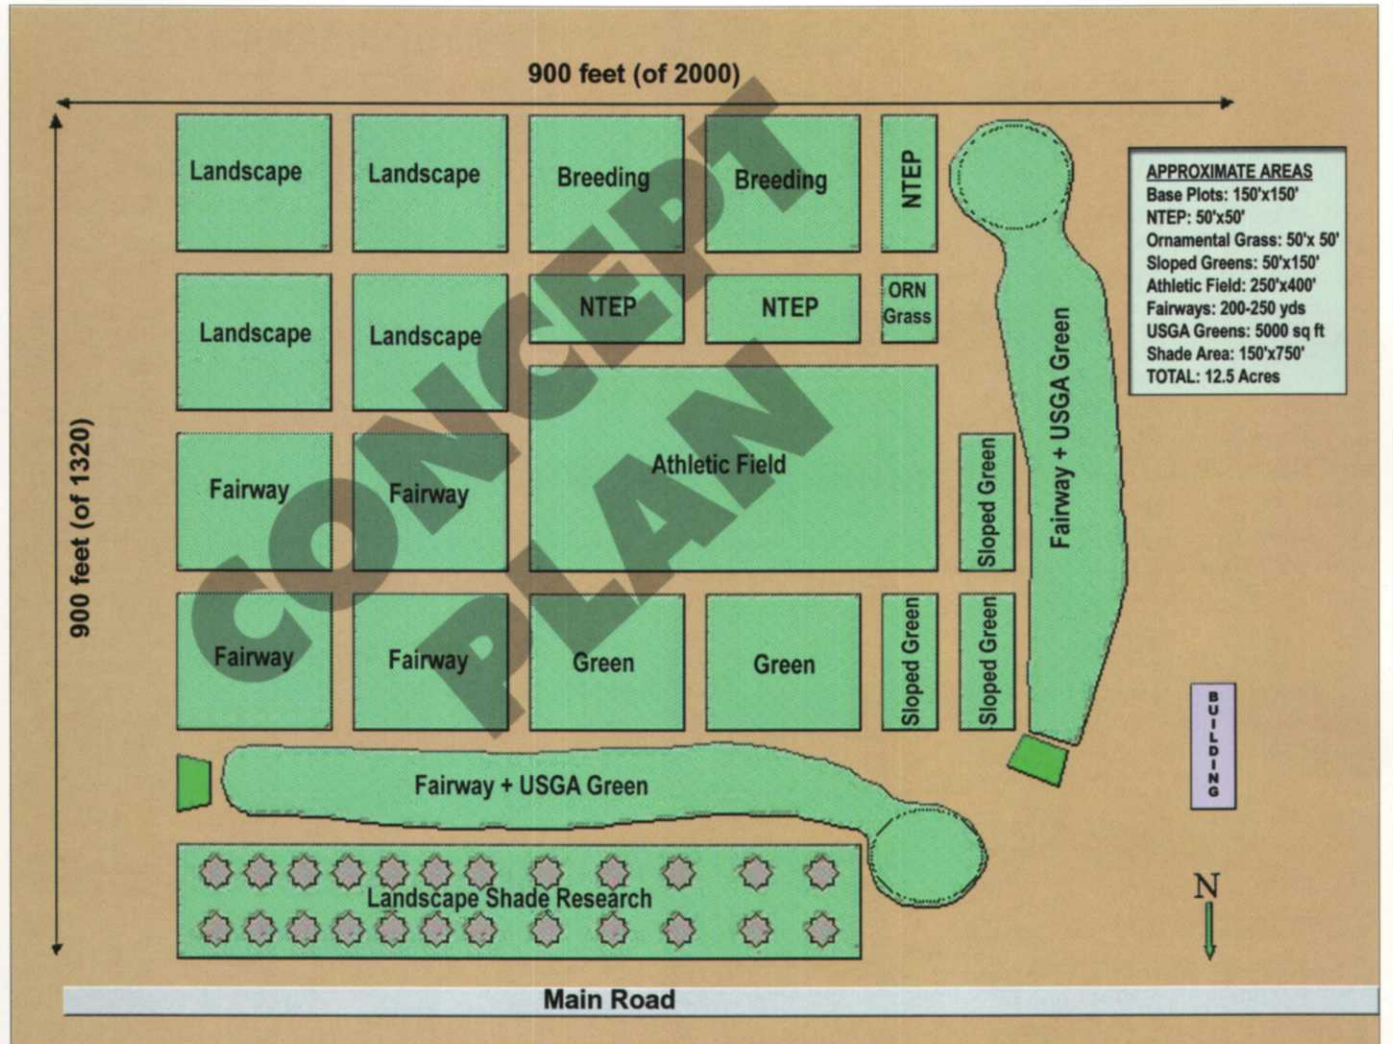 900 feet (of 2000)
900 feet (of 1320)
Landscape
Landscape
Breeding
Breeding
NTEP
APPROXIMATE AREAS
Base Plots: 150'x150'
NTEP: 50'x50'
Ornamental Grass: 50'x 50'
Sloped Greens: 50'x150'
Athletic Field: 250'x400'
Fairways: 200-250 yds
USGA Greens: 5000 sq ft
Shade Area: 150'x750'
TOTAL: 12.5 Acres
Landscape
Landscape
NTEP
NTEP
ORN
Grass
Fairway + USGA Green
Fairway
Fairway
Athletic Field
Sloped Green
Fairway
Fairway
Green
Green
Sloped Green
Sloped Green
CONCEPT
PLAN
BUILDING
Fairway + USGA Green
Landscape Shade Research
N
Main Road